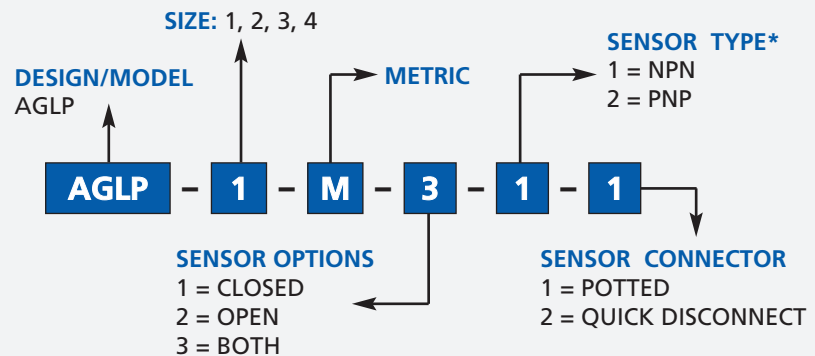 SIZE: 1, 2, 3, 4
DESIGN/MODEL
AGLP
METRIC
SENSOR TYPE*
1 = NPN
2 = PNP
AGLP - 1 - M - 3 - 1 - 1
SENSOR OPTIONS
1 = CLOSED
2 = OPEN
3 = BOTH
SENSOR CONNECTOR
1 = POTTED
2 = QUICK DISCONNECT